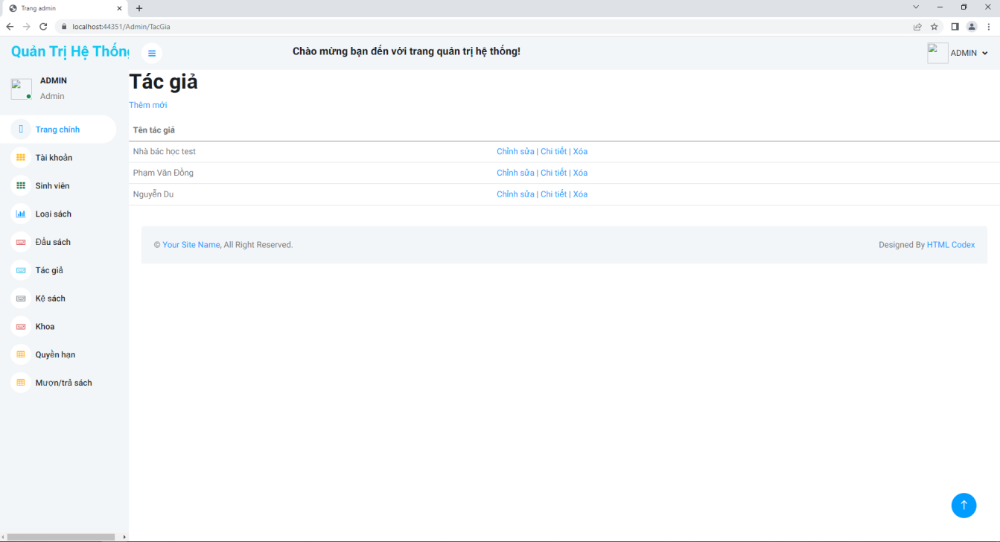 Trang admin
localhost:44351/Admin/TacGia
Quản Trị Hệ Thống
Chào mừng bạn đến với trang quản trị hệ thống!
ADMIN
ADMIN
Admin
Tác giả
Thêm mới
Trang chính
Tài khoản
Sinh viên
Loại sách
Đầu sách
Tác giả
Kệ sách
Khoa
Quyền hạn
Mượn/trả sách
Tên tác giả
Nhà bác học test Chỉnh sửa | Chi tiết | Xóa
Phạm Văn Đồng Chỉnh sửa | Chi tiết | Xóa
Nguyễn Du Chỉnh sửa | Chi tiết | Xóa
© Your Site Name, All Right Reserved. Designed By HTML Codex